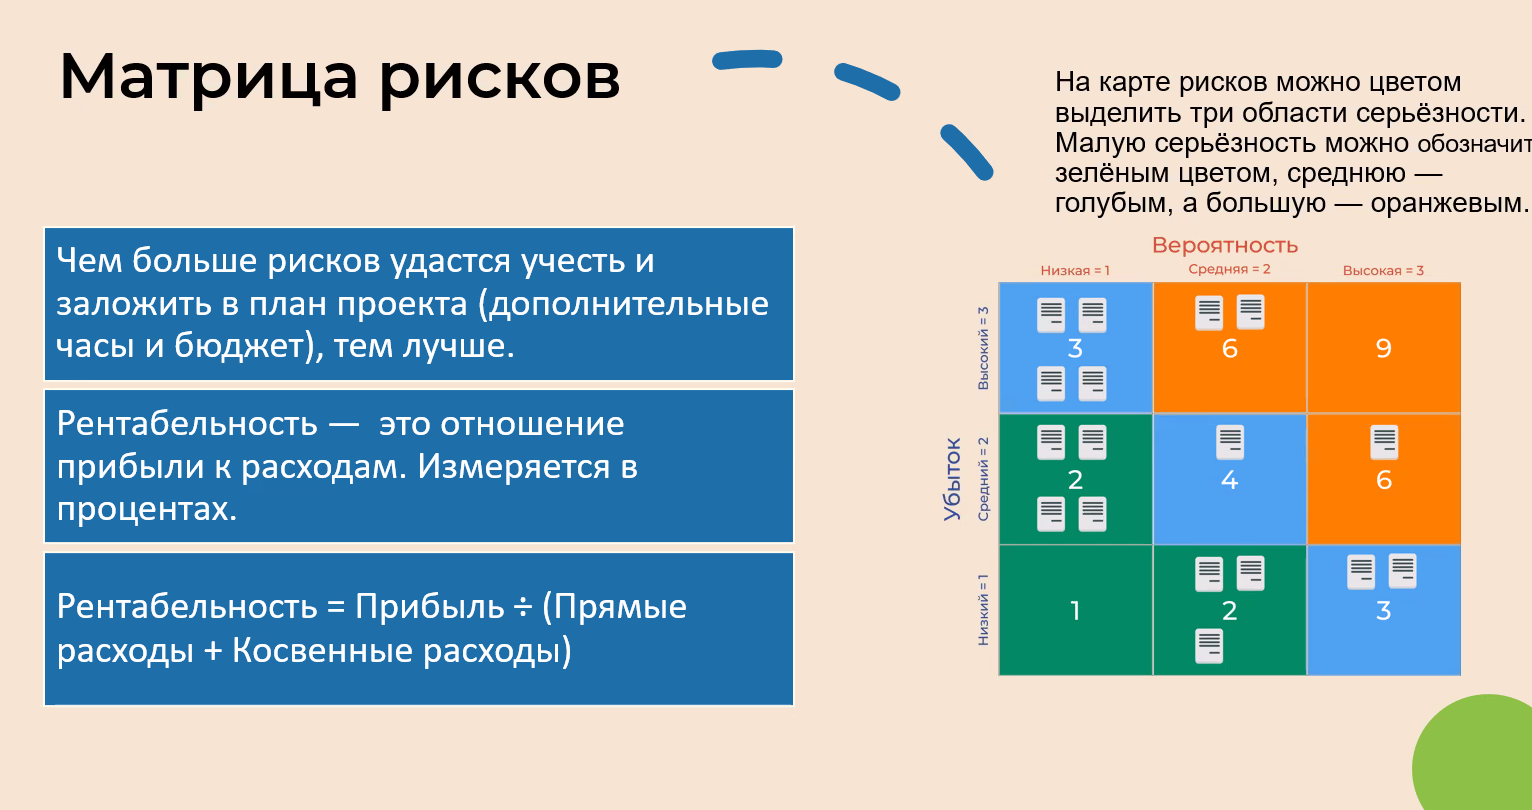 Матрица рисков
На карте рисков можно цветом
выделить три области серьёзности.
Малую серьёзность можно обозначит
зелёным цветом, среднюю —
голубым, а большую — оранжевым.
Чем больше рисков удастся учесть и
заложить в план проекта (дополнительные
часы и бюджет), тем лучше.
Рентабельность — это отношение
прибыли к расходам. Измеряется в
процентах.
Рентабельность = Прибыль ÷ (Прямые
расходы + Косвенные расходы)
Вероятность
Низкая = 1 Средняя = 2 Высокая = 3
Убыток
Высокий = 3
3 6 9
Средний = 2
2 4 6
Низкий = 1
1 2 3